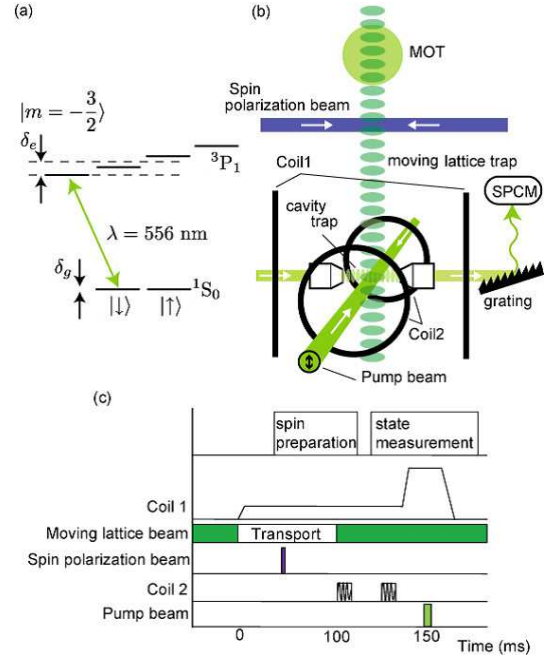 (a)
|m = −3/2⟩
δe
³P₁
λ = 556 nm
δg
¹S₀
|↓⟩
|↑⟩
(b)
MOT
Spin
polarization beam
Coil1
moving lattice trap
SPCM
cavity
trap
grating
Coil2
Pump beam
(c)
spin
preparation
state
measurement
Coil 1
Moving lattice beam
Transport
Spin polarization beam
Coil 2
Pump beam
0
100
150
Time (ms)